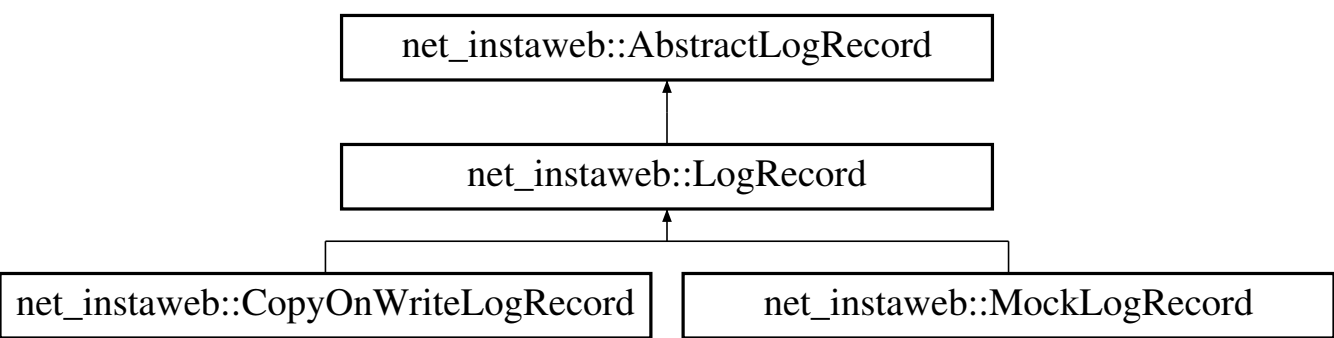 net_instaweb::AbstractLogRecord
net_instaweb::LogRecord
net_instaweb::CopyOnWriteLogRecord
net_instaweb::MockLogRecord